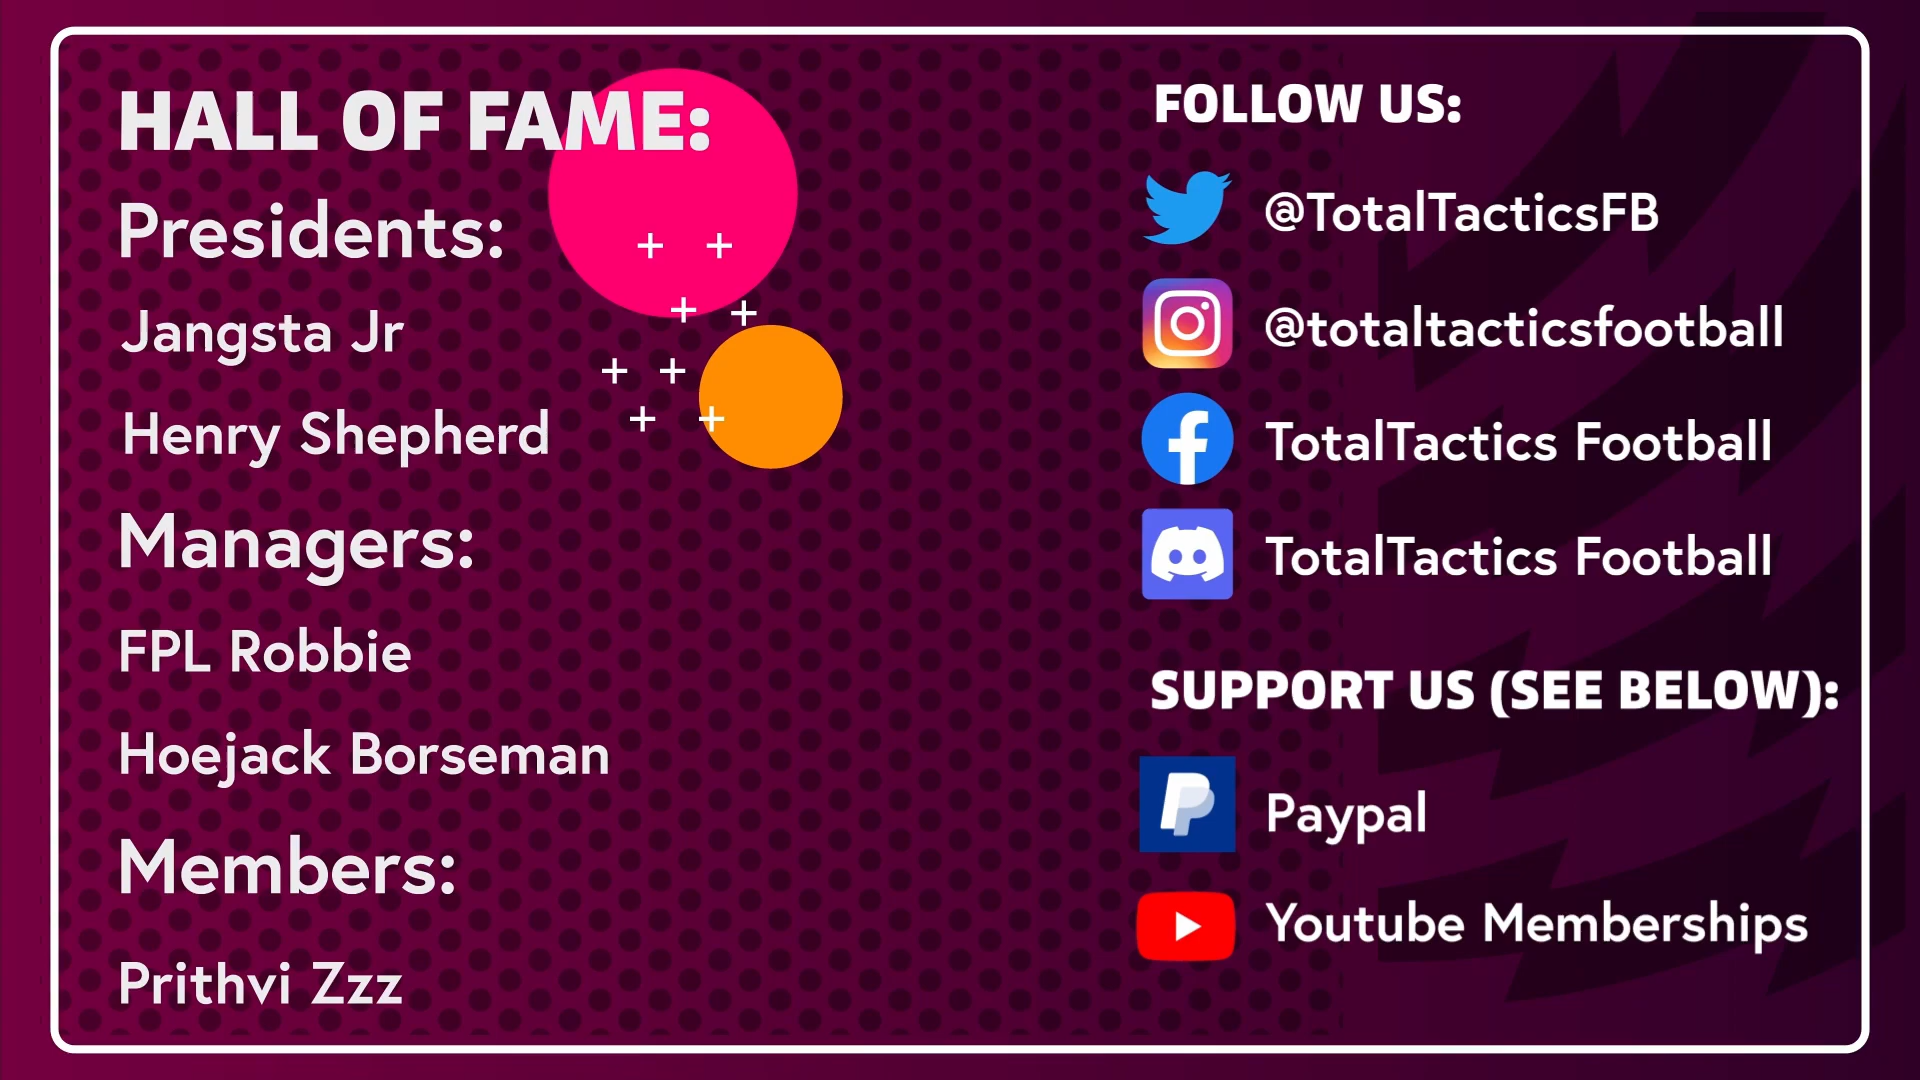 HALL OF FAME:
Presidents:
Jangsta Jr
Henry Shepherd
Managers:
FPL Robbie
Hoejack Borseman
Members:
Prithvi Zzz
FOLLOW US:
@TotalTacticsFB
@totaltacticsfootball
TotalTactics Football
TotalTactics Football
SUPPORT US (SEE BELOW):
Paypal
Youtube Memberships